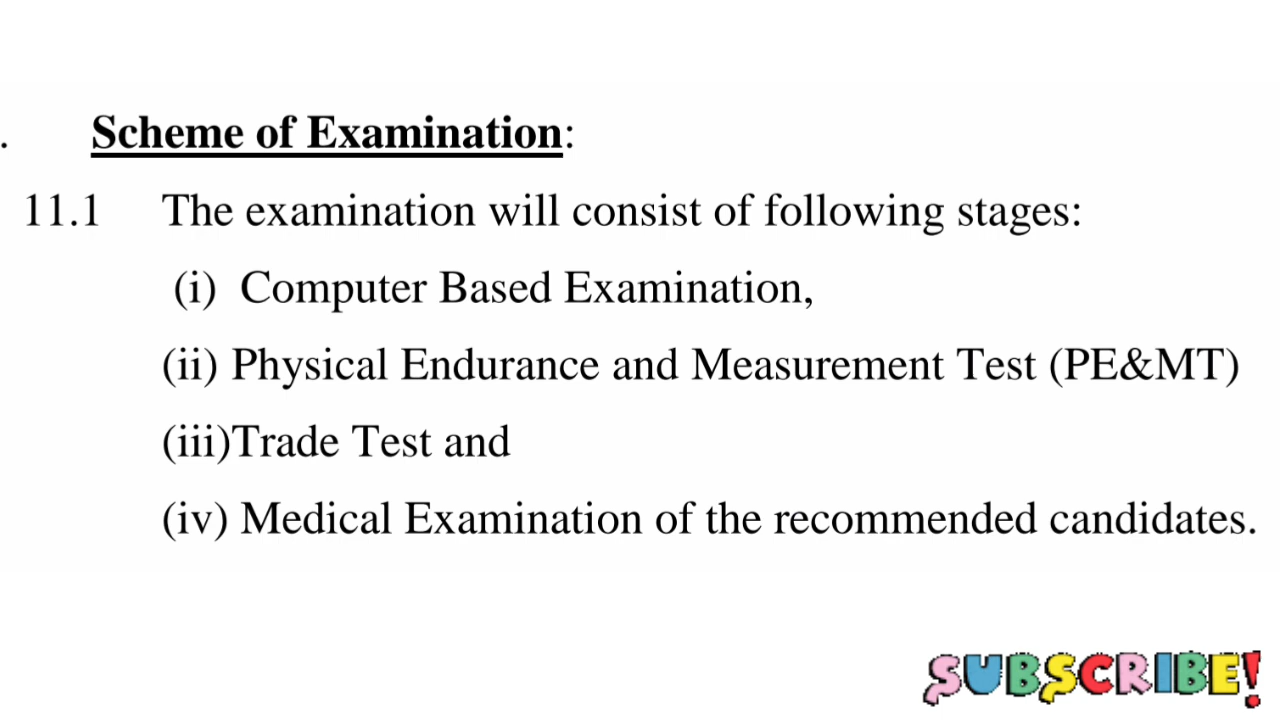 . Scheme of Examination:
11.1 The examination will consist of following stages:
(i) Computer Based Examination,
(ii) Physical Endurance and Measurement Test (PE&MT)
(iii)Trade Test and
(iv) Medical Examination of the recommended candidates.
SUBSCRIBE!